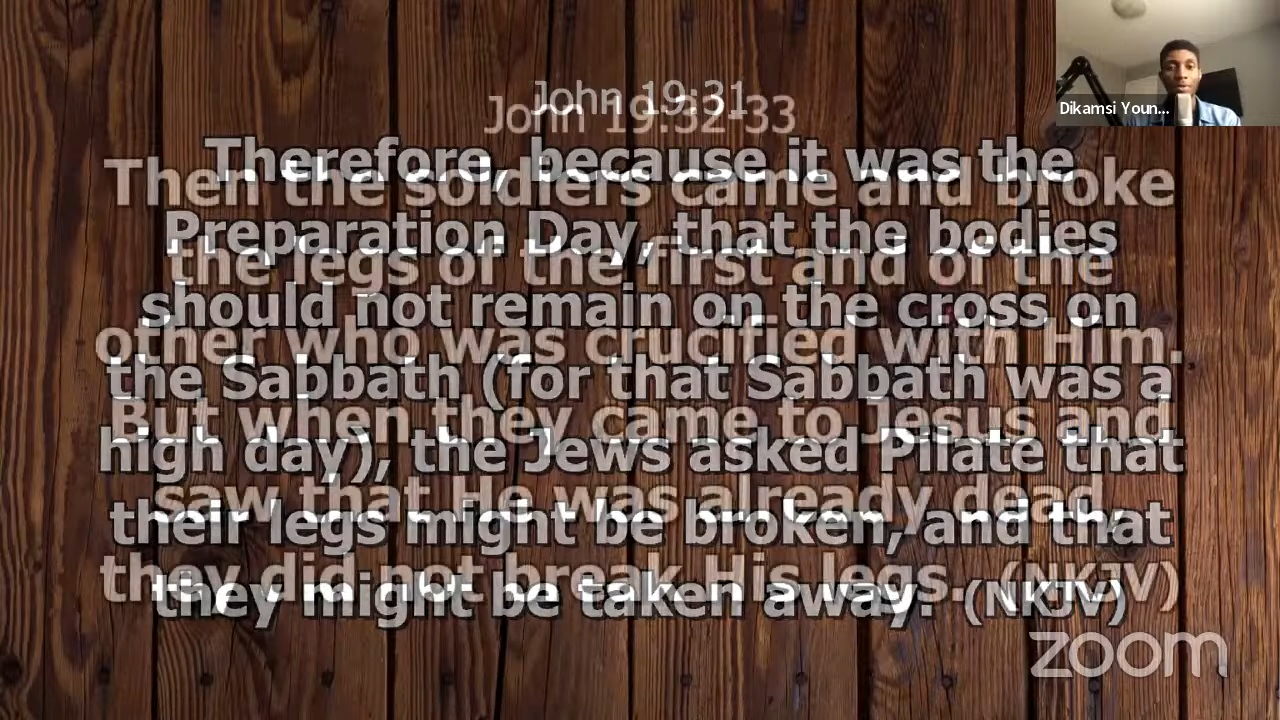 John 19:31
Therefore, because it was the
Preparation Day, that the bodies
should not remain on the cross on
the Sabbath (for that Sabbath was a
high day), the Jews asked Pilate that
their legs might be broken, and that
they might be taken away. (NKJV)
John 19:32-33
Then the soldiers came and broke
the legs of the first and of the
other who was crucified with Him.
But when they came to Jesus and
saw that He was already dead,
they did not break His legs. (NKJV)
Dikamsi Youn...
zoom